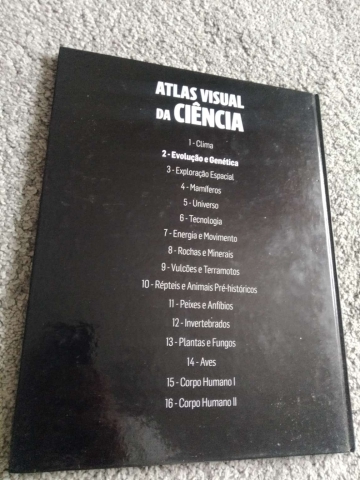 ATLAS VISUAL
DA CIÊNCIA
1 - Clima
2 - Evolução e Genética
3 - Exploração Espacial
4 - Mamíferos
5 - Universo
6 - Tecnologia
7 - Energia e Movimento
8 - Rochas e Minerais
9 - Vulcões e Terramotos
10 - Répteis e Animais Pré-históricos
11 - Peixes e Anfíbios
12 - Invertebrados
13 - Plantas e Fungos
14 - Aves
15 - Corpo Humano I
16 - Corpo Humano II